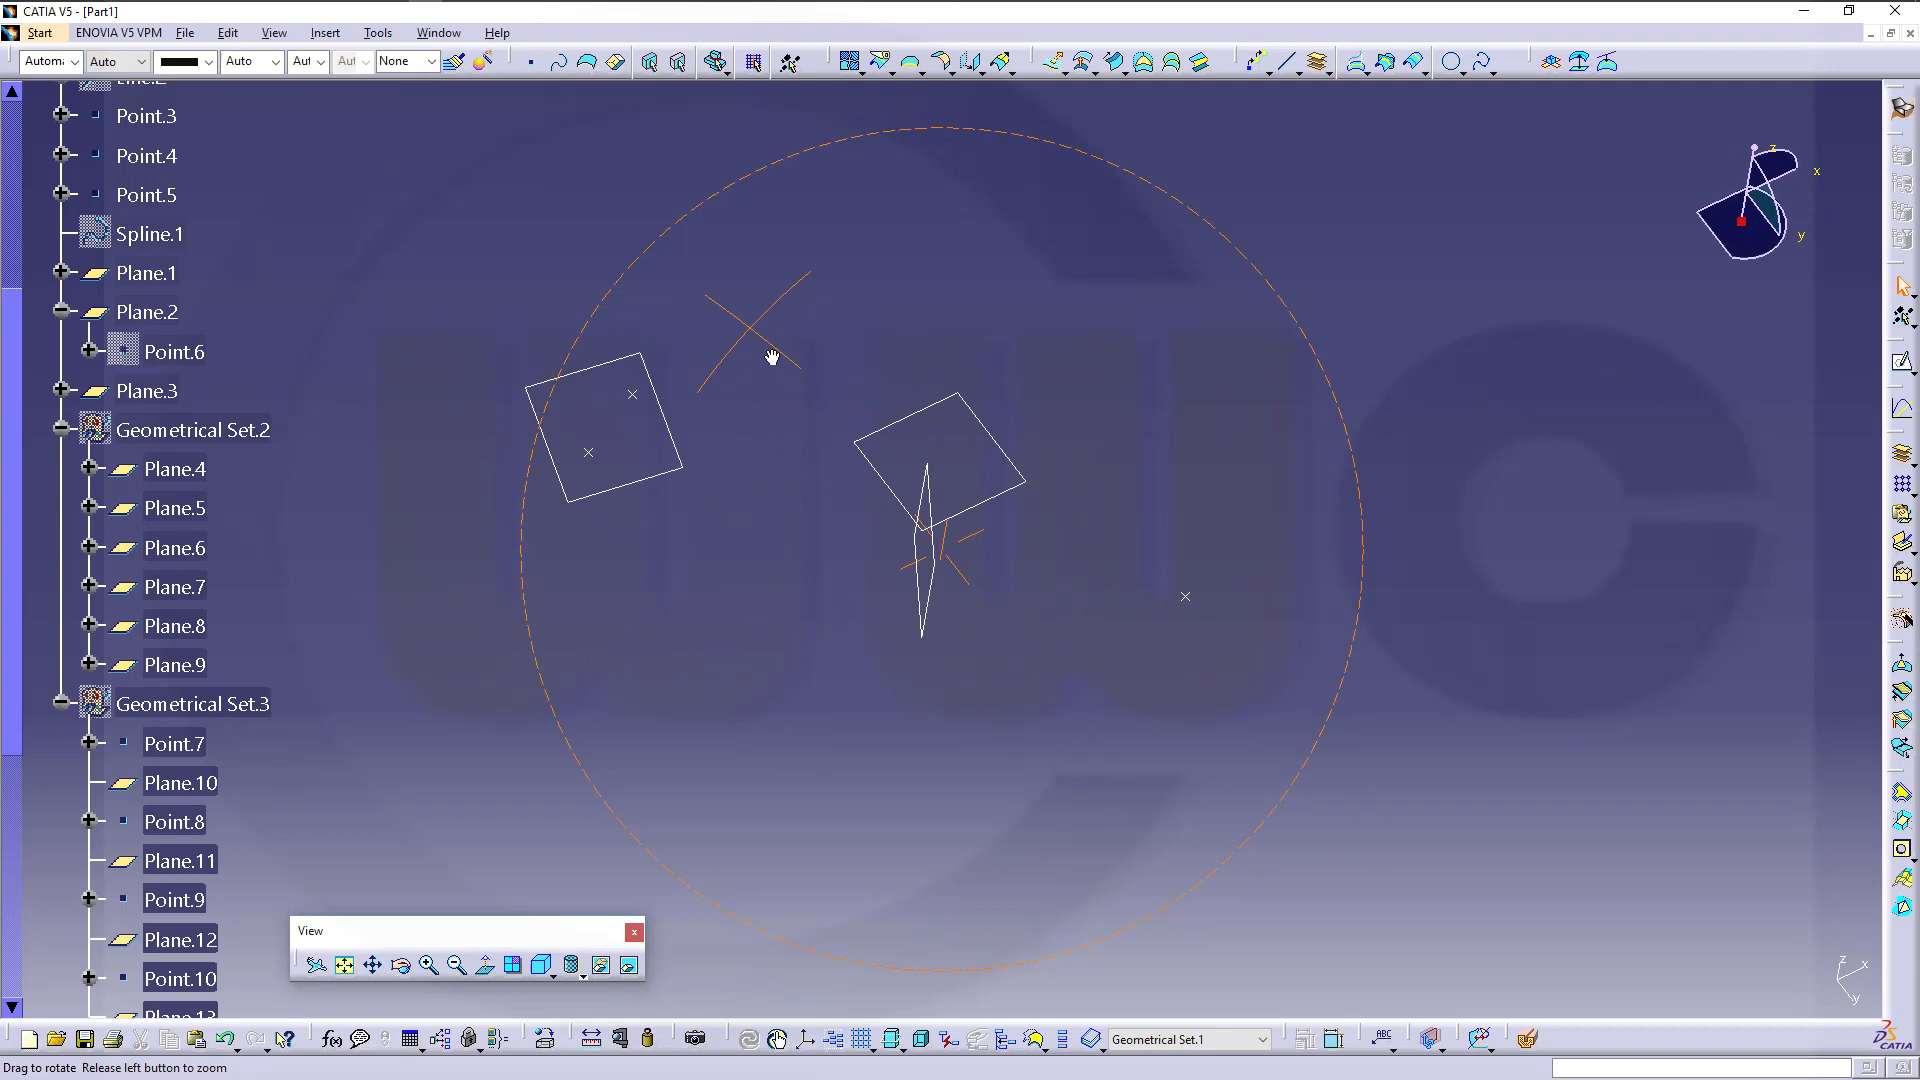 CATIA V5 - [Part1]
Start ENOVIA V5 VPM File Edit View Insert Tools Window Help
Automa Auto Auto Aut Aut None
Point.3
Point.4
Point.5
Spline.1
Plane.1
Plane.2
Point.6
Plane.3
Geometrical Set.2
Plane.4
Plane.5
Plane.6
Plane.7
Plane.8
Plane.9
Geometrical Set.3
Point.7
Plane.10
Point.8
Plane.11
Point.9
Plane.12
Point.10
Plane.13
z
x
y
View
z
x
y
f(x)
Geometrical Set.1
ABC
CATIA
Drag to rotate Release left button to zoom